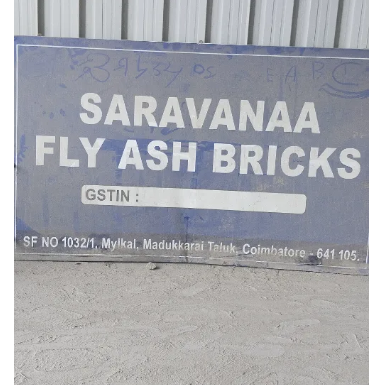 SARAVANAA
FLY ASH BRICKS
GSTIN :
SF NO 1032/1, Mylkal, Madukkarai Taluk, Coimbatore - 641 105.